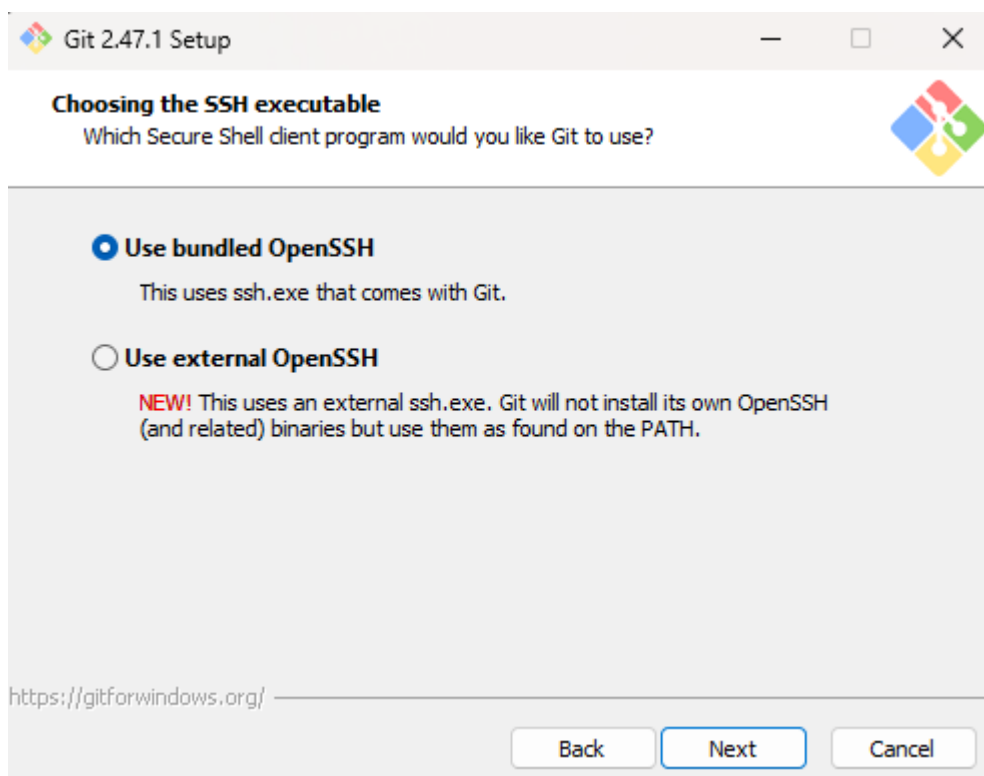 Git 2.47.1 Setup
Choosing the SSH executable
Which Secure Shell client program would you like Git to use?
Use bundled OpenSSH
This uses ssh.exe that comes with Git.
Use external OpenSSH
NEW! This uses an external ssh.exe. Git will not install its own OpenSSH
(and related) binaries but use them as found on the PATH.
https://gitforwindows.org/
Back Next Cancel